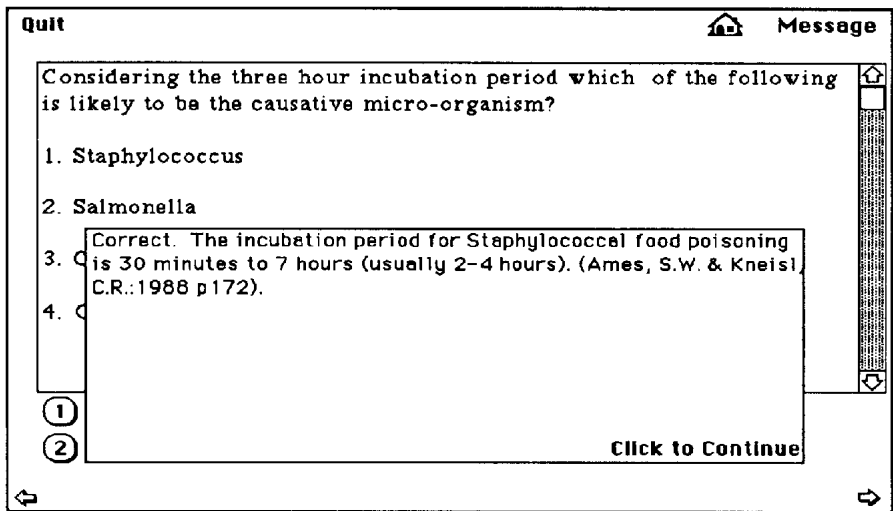 Quit Message
Considering the three hour incubation period which of the following
is likely to be the causative micro-organism?
1. Staphylococcus
2. Salmonella
3.
4.
Correct. The incubation period for Staphylococcal food poisoning
is 30 minutes to 7 hours (usually 2-4 hours). (Ames, S.W. & Kneisl,
C.R.:1988 p172).
Click to Continue
1
2